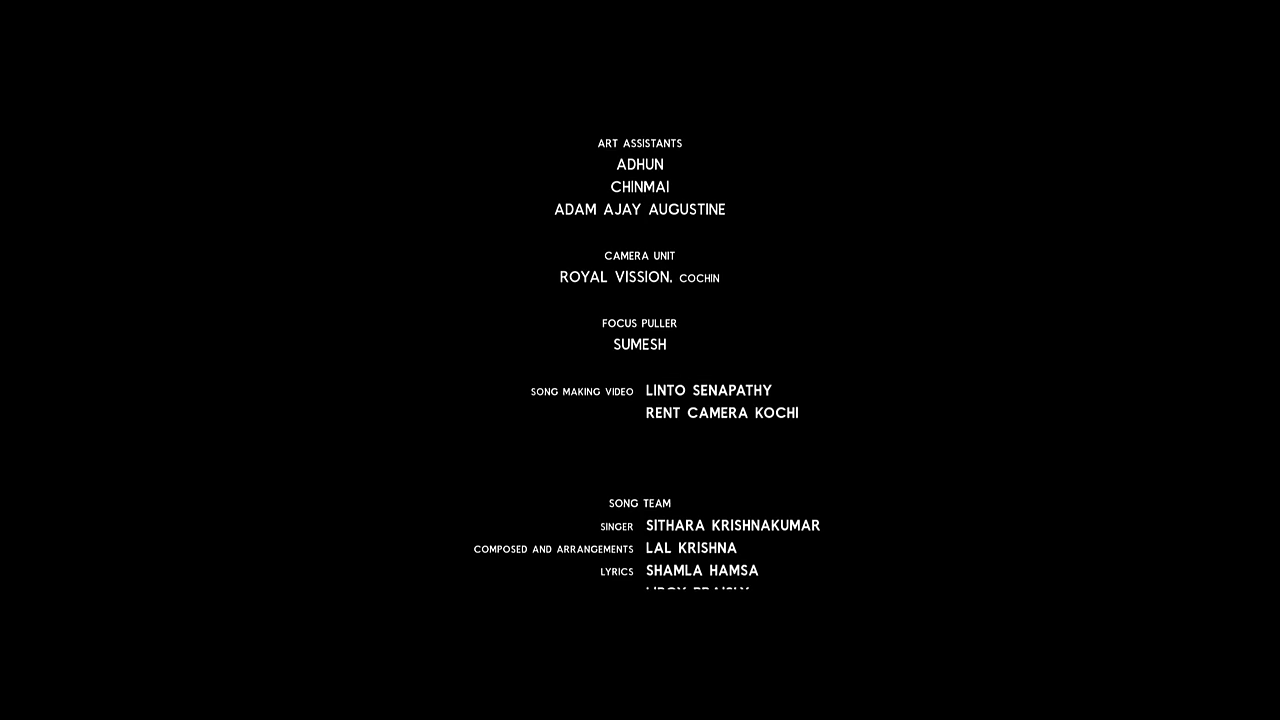 ART ASSISTANTS
ADHUN
CHINMAI
ADAM AJAY AUGUSTINE
CAMERA UNIT
ROYAL VISSION, COCHIN
FOCUS PULLER
SUMESH
SONG MAKING VIDEO LINTO SENAPATHY
RENT CAMERA KOCHI
SONG TEAM
SINGER SITHARA KRISHNAKUMAR
COMPOSED AND ARRANGEMENTS LAL KRISHNA
LYRICS SHAMLA HAMSA